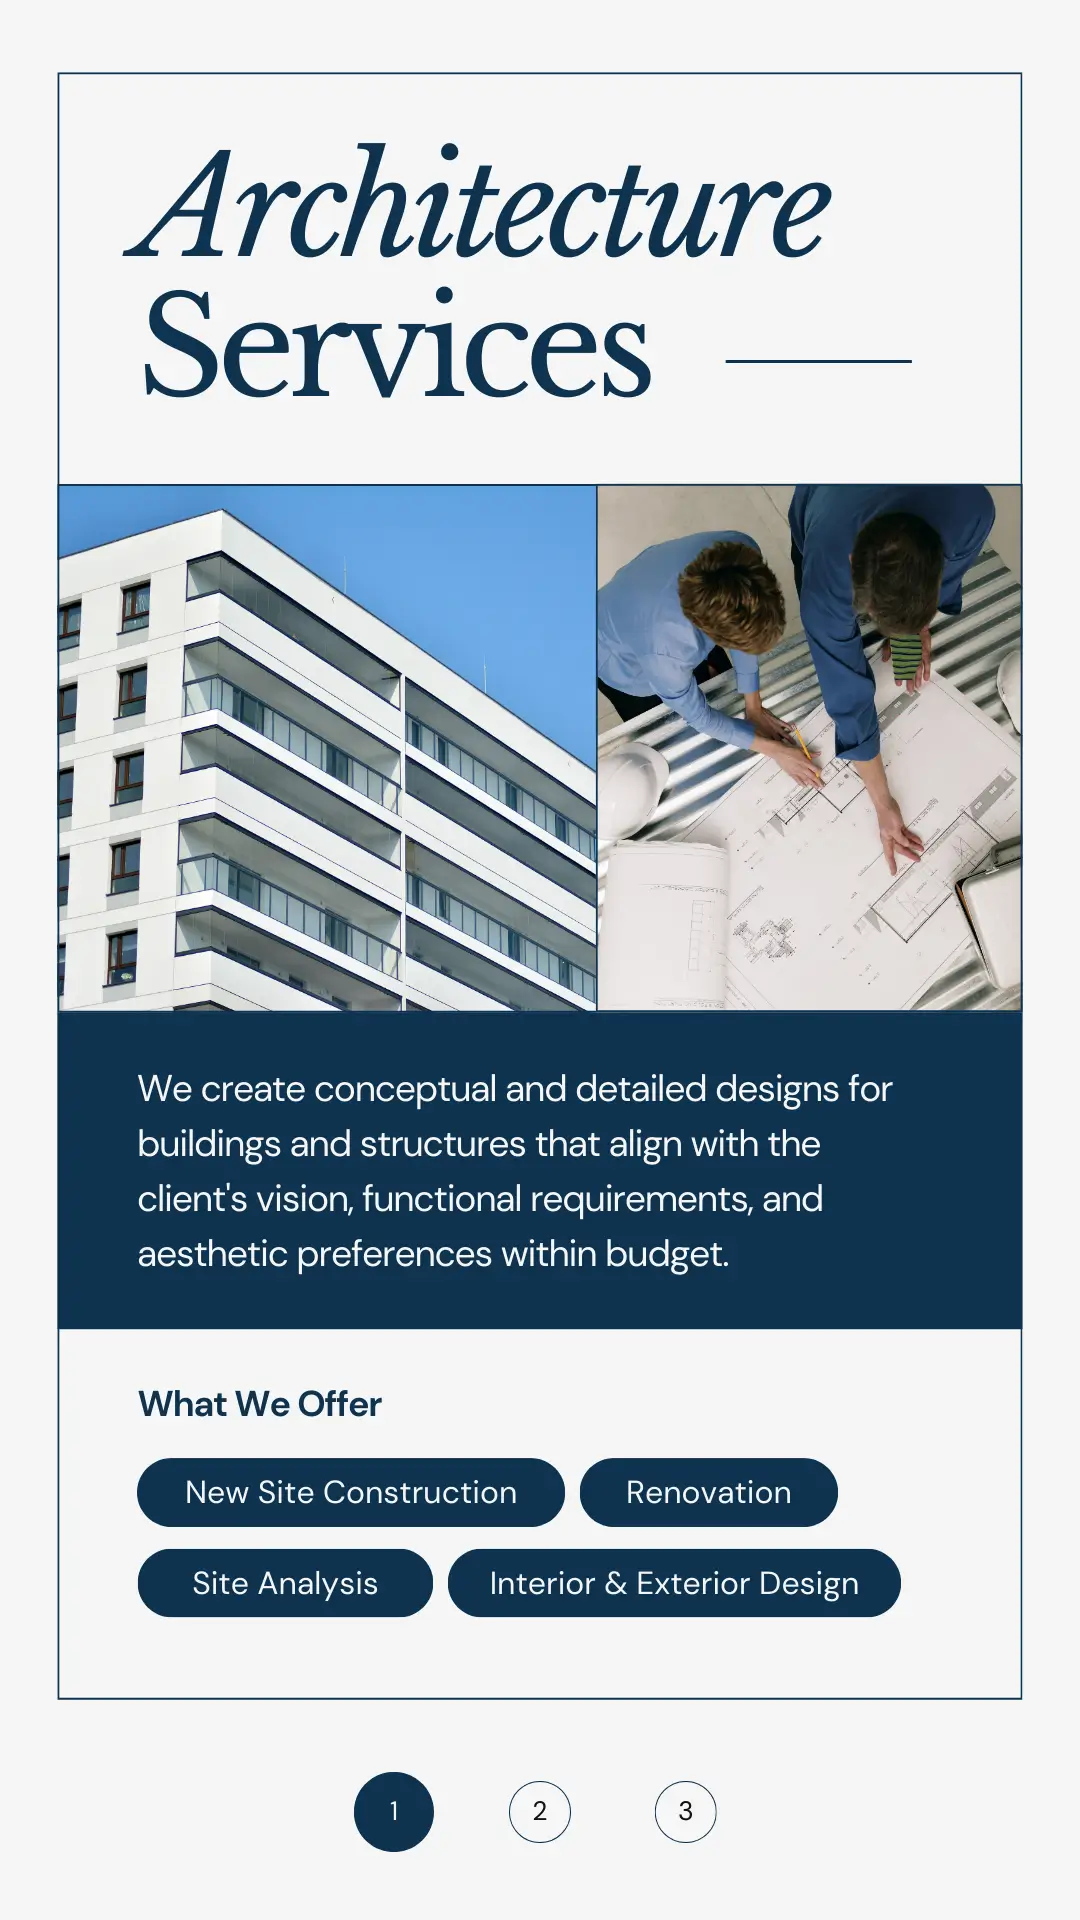 Architecture
Services
We create conceptual and detailed designs for
buildings and structures that align with the
client's vision, functional requirements, and
aesthetic preferences within budget.
What We Offer
New Site Construction
Renovation
Site Analysis
Interior & Exterior Design
1
2
3